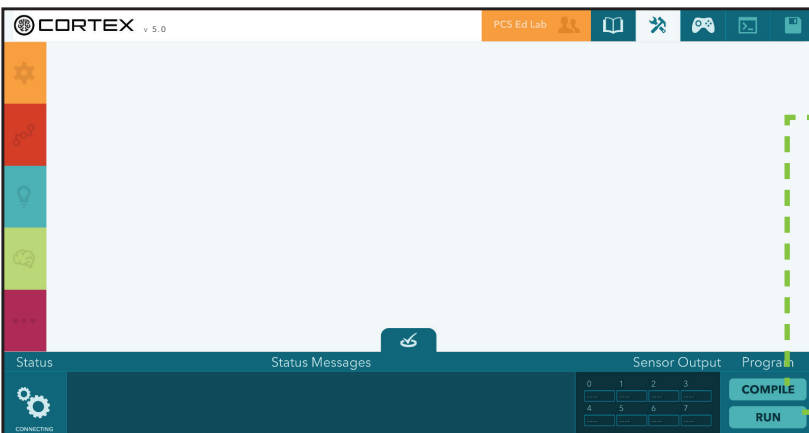 CORTEX v 5.0
PCS Ed Lab
Status
Status Messages
Sensor Output
Program
0 1 2 3
---- ---- ---- ----
4 5 6 7
---- ---- ---- ----
COMPILE
RUN
CONNECTING